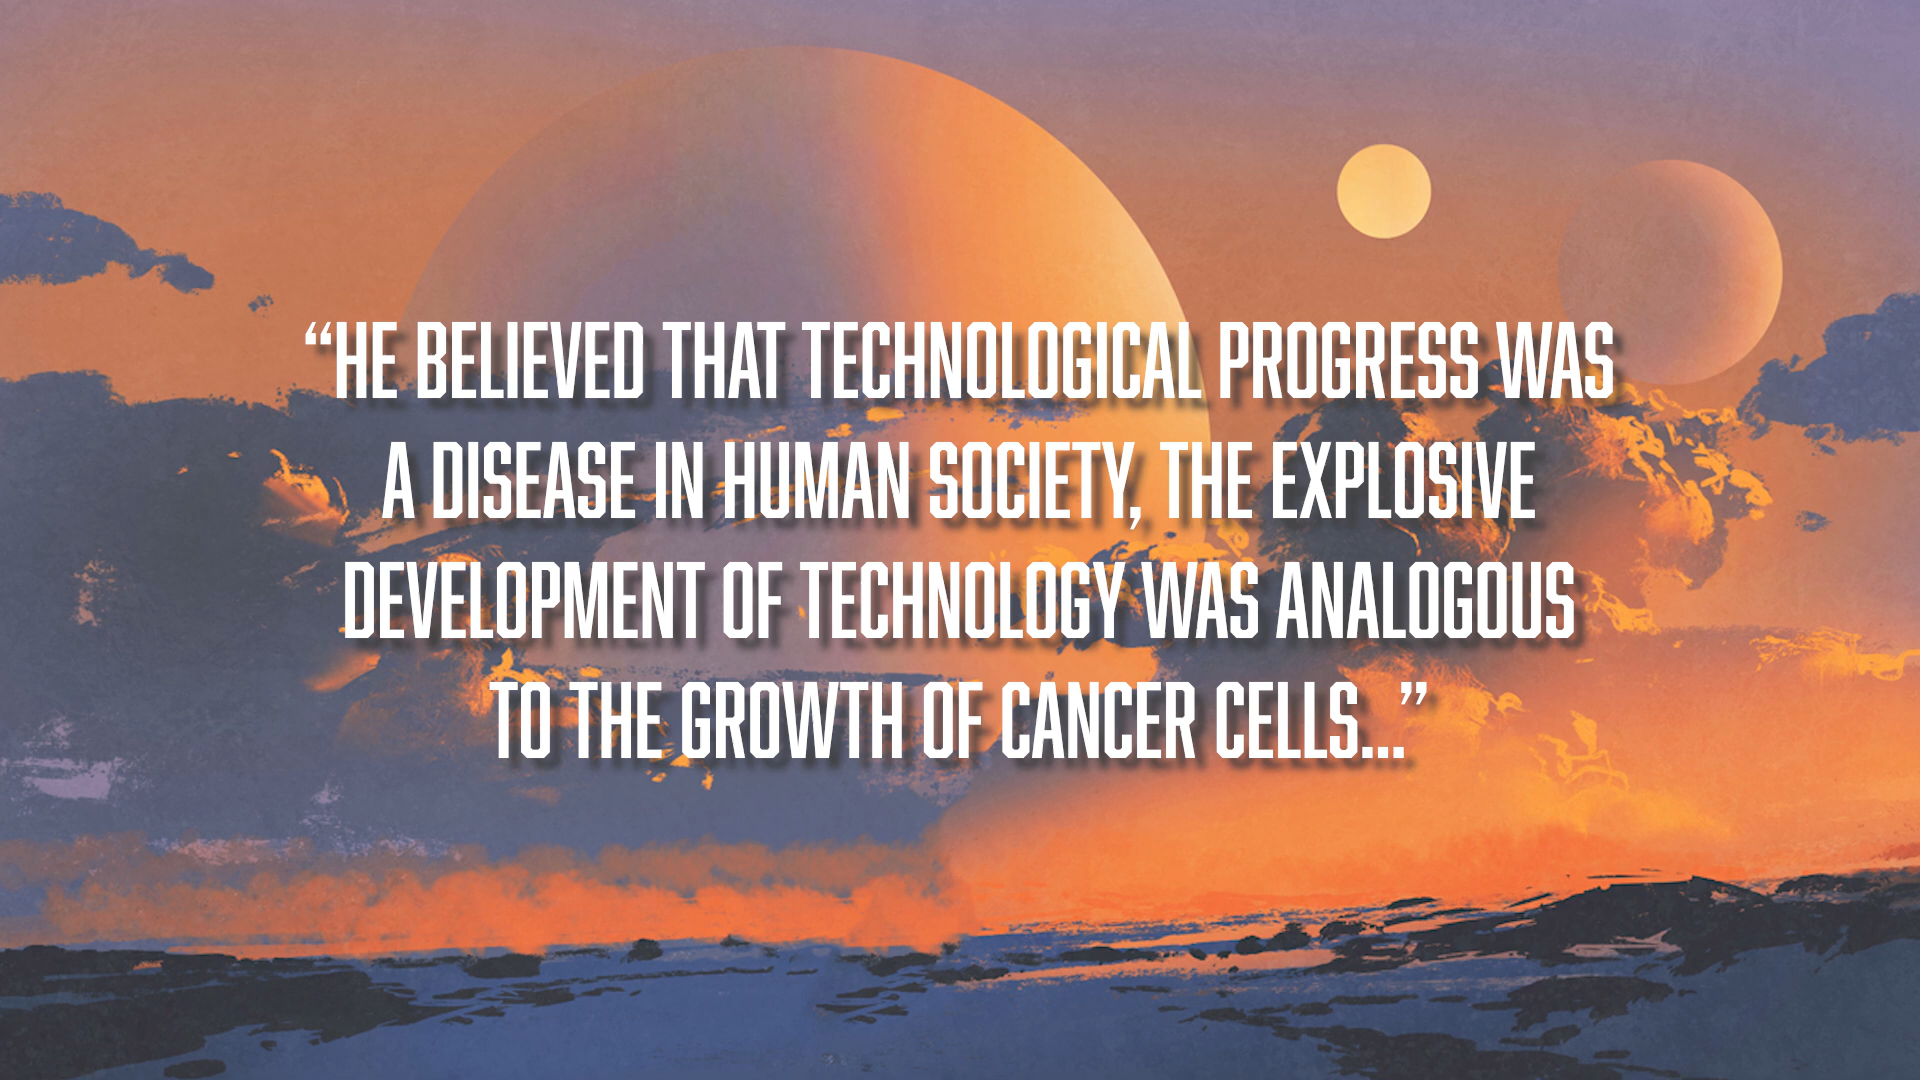 “HE BELIEVED THAT TECHNOLOGICAL PROGRESS WAS
A DISEASE IN HUMAN SOCIETY, THE EXPLOSIVE
DEVELOPMENT OF TECHNOLOGY WAS ANALOGOUS
TO THE GROWTH OF CANCER CELLS...”